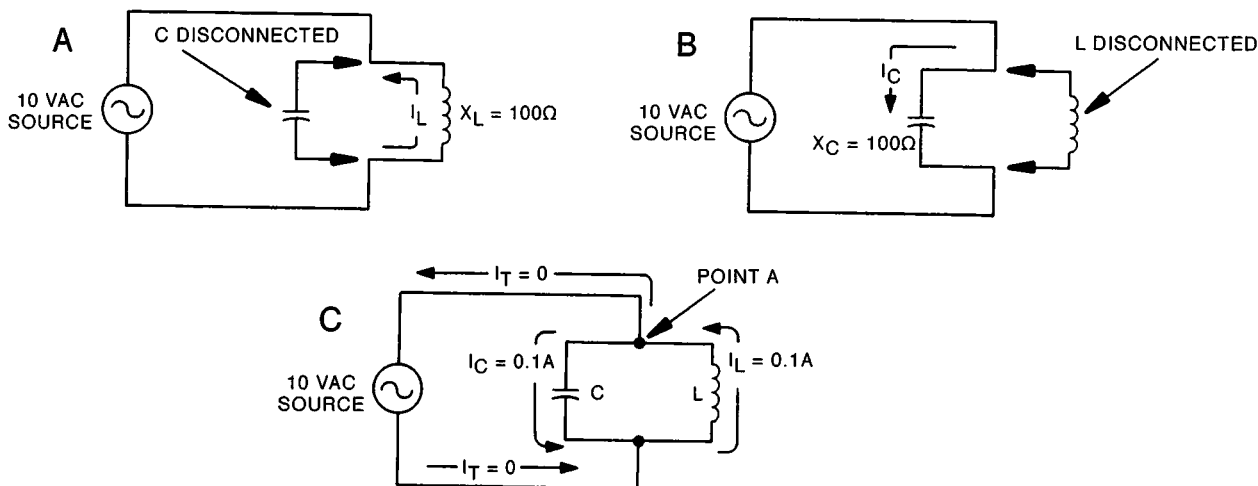 A
C DISCONNECTED
10 VAC
SOURCE
I_L
X_L = 100Ω
B
L DISCONNECTED
10 VAC
SOURCE
I_C
X_C = 100Ω
C
I_T = 0
POINT A
10 VAC
SOURCE
I_C = 0.1A
C
L
I_L = 0.1A
I_T = 0